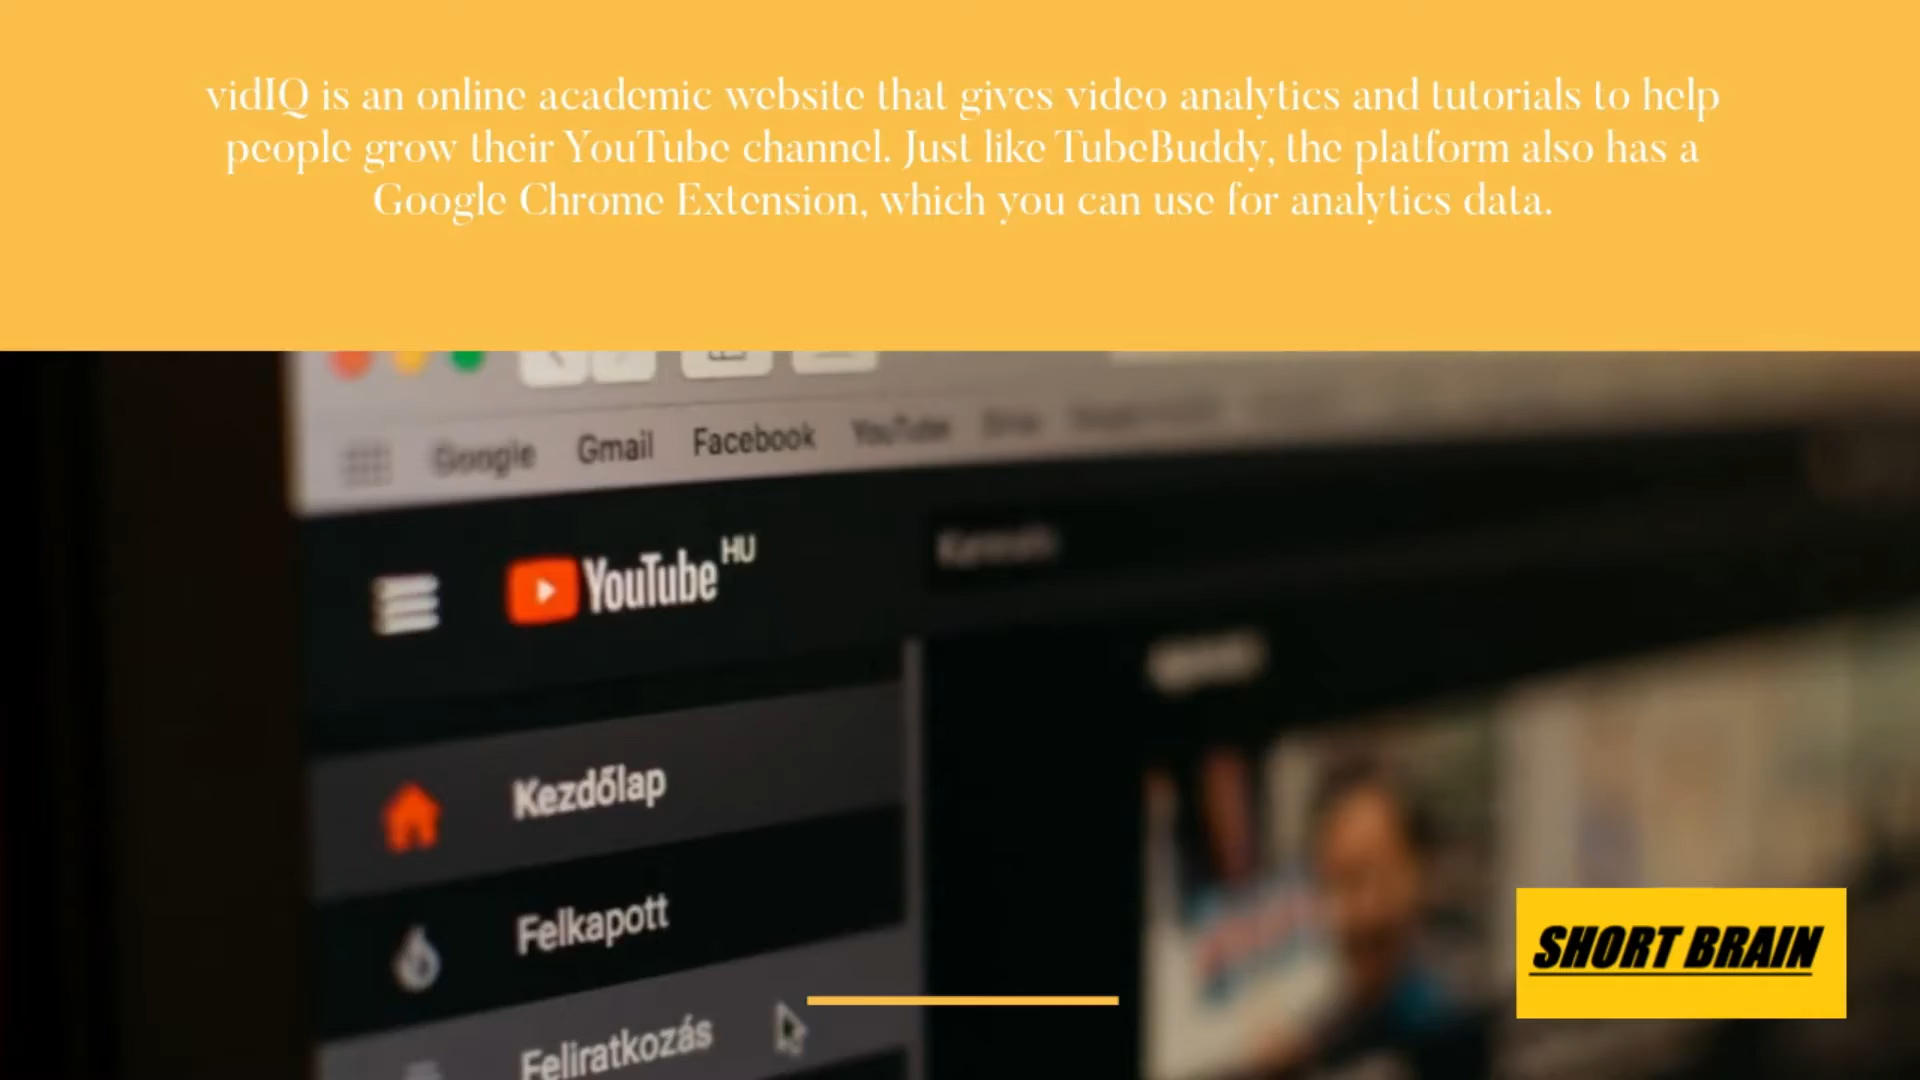 vidIQ is an online academic website that gives video analytics and tutorials to help
people grow their YouTube channel. Just like TubeBuddy, the platform also has a
Google Chrome Extension, which you can use for analytics data.
Google Gmail Facebook YouTube
YouTube HU
Kezdőlap
Felkapott
Feliratkozás
SHORT BRAIN